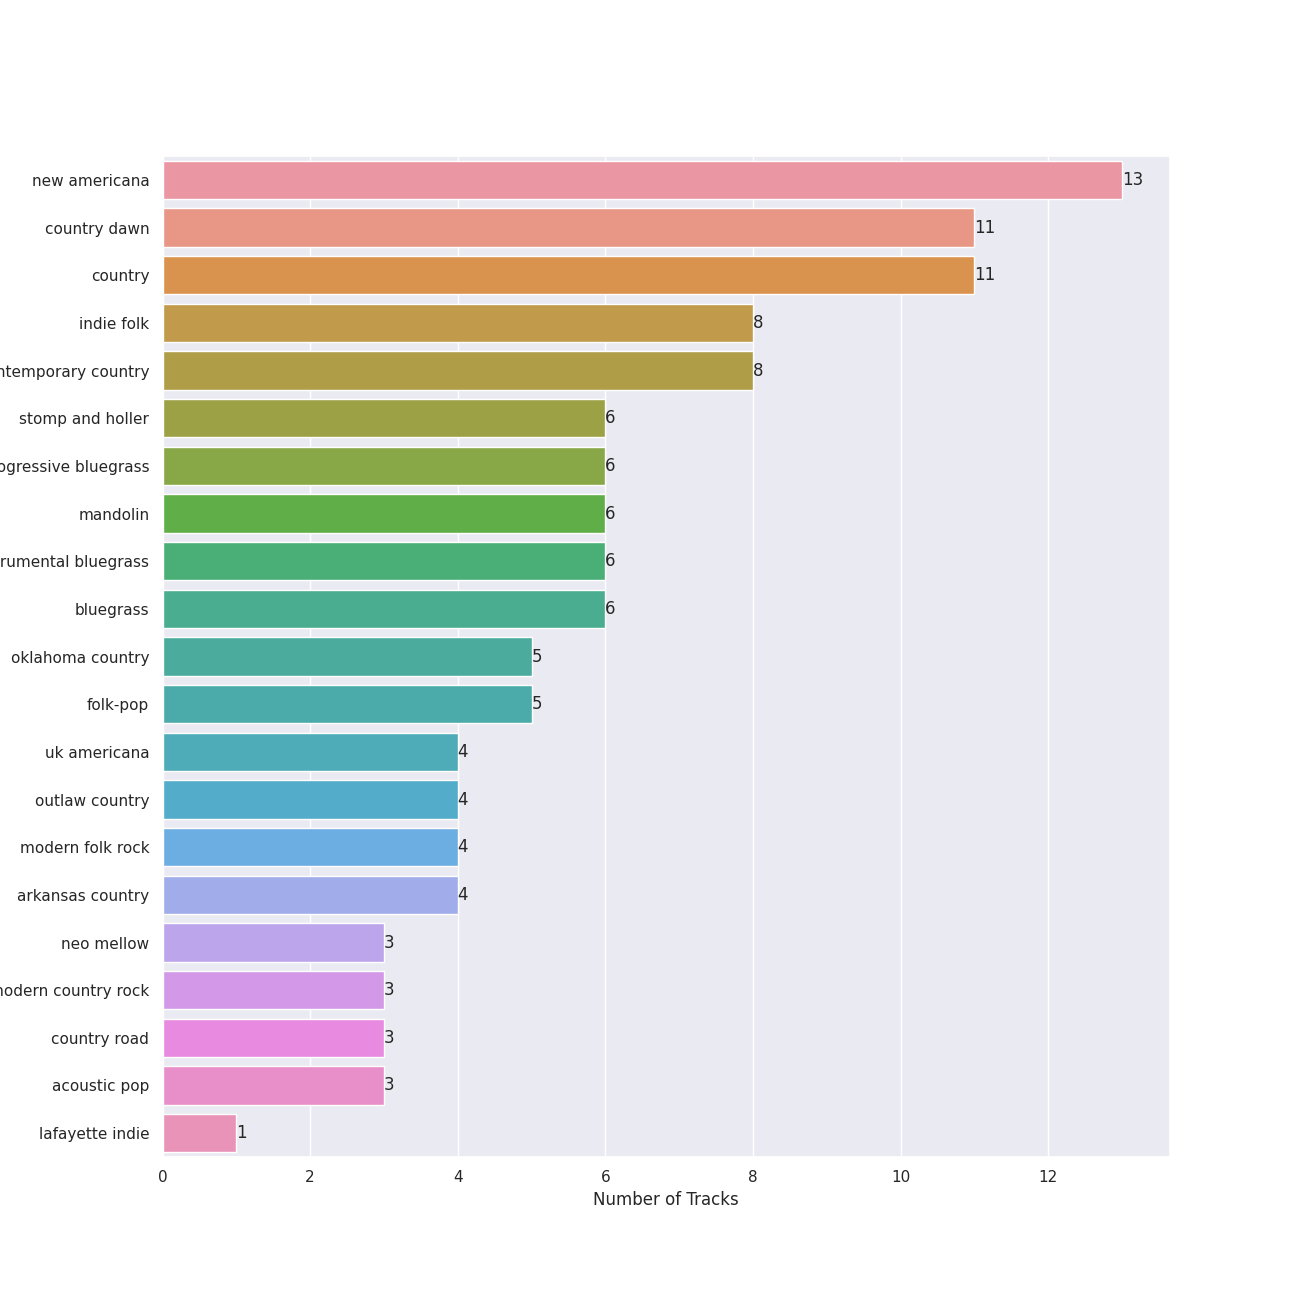 new americana 13
country dawn 11
country 11
indie folk 8
ntemporary country 8
stomp and holler 6
ogressive bluegrass 6
mandolin 6
rumental bluegrass 6
bluegrass 6
oklahoma country 5
folk-pop 5
uk americana 4
outlaw country 4
modern folk rock 4
arkansas country 4
neo mellow 3
modern country rock 3
country road 3
acoustic pop 3
lafayette indie 1
0 2 4 6 8 10 12
Number of Tracks